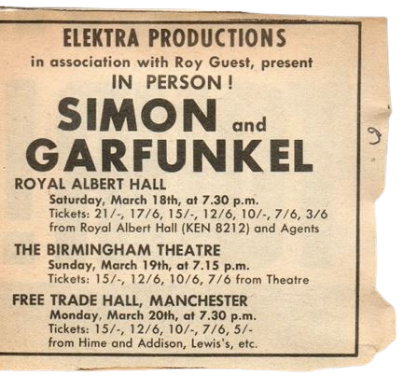 ELEKTRA PRODUCTIONS
in association with Roy Guest, present
IN PERSON !
SIMON and
GARFUNKEL
ROYAL ALBERT HALL
Saturday, March 18th, at 7.30 p.m.
Tickets: 21/-, 17/6, 15/-, 12/6, 10/-, 7/6, 3/6
from Royal Albert Hall (KEN 8212) and Agents
THE BIRMINGHAM THEATRE
Sunday, March 19th, at 7.15 p.m.
Tickets: 15/-, 12/6, 10/6, 7/6 from Theatre
FREE TRADE HALL, MANCHESTER
Monday, March 20th, at 7.30 p.m.
Tickets: 15/-, 12/6, 10/-, 7/6, 5/-
from Hime and Addison, Lewis's, etc.